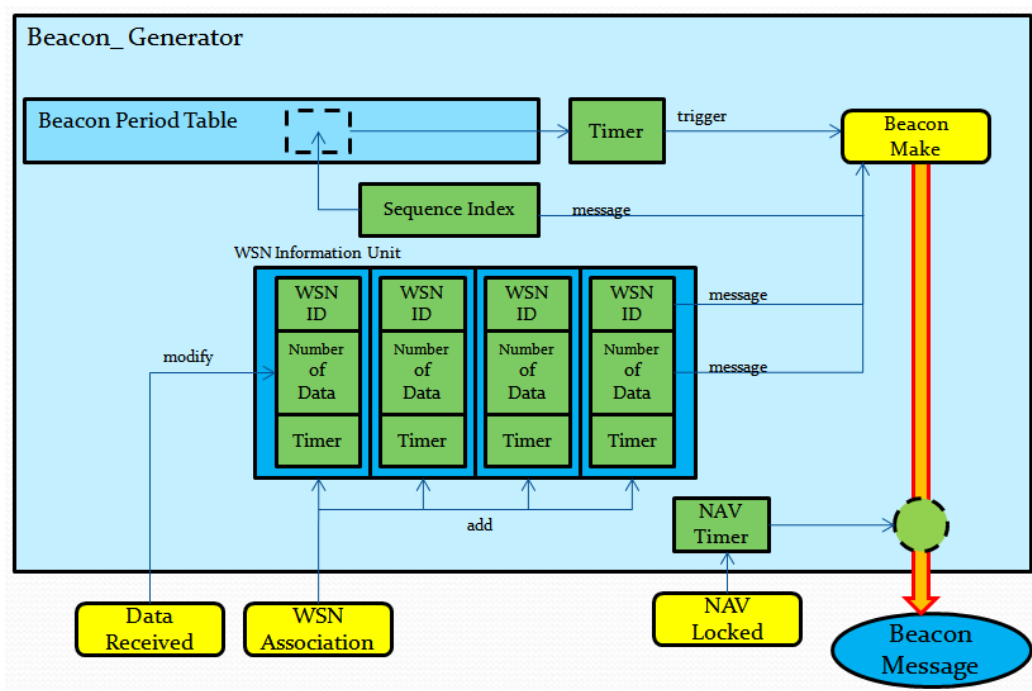 Beacon_ Generator
Beacon Period Table
Timer
trigger
Beacon
Make
Sequence Index
message
WSN Information Unit
WSN
ID
WSN
ID
WSN
ID
WSN
ID
message
modify
Number
of
Data
Number
of
Data
Number
of
Data
Number
of
Data
message
Timer
Timer
Timer
Timer
add
NAV
Timer
Data
Received
WSN
Association
NAV
Locked
Beacon
Message